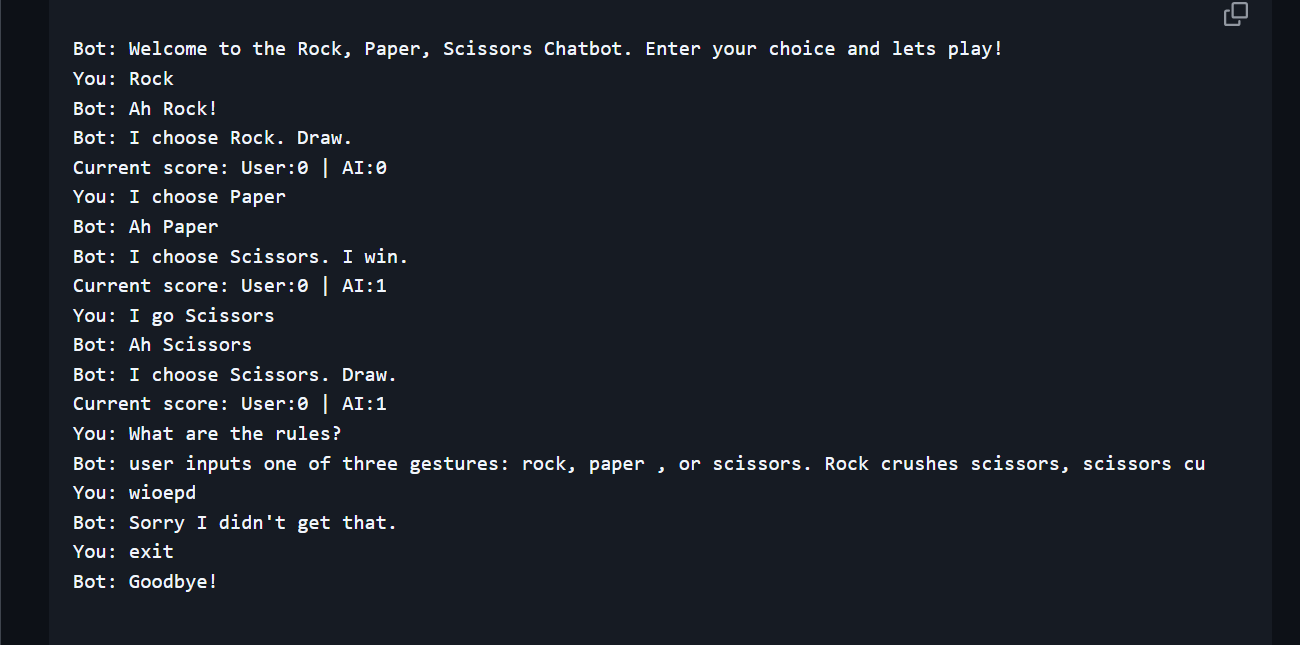 Bot: Welcome to the Rock, Paper, Scissors Chatbot. Enter your choice and lets play!
You: Rock
Bot: Ah Rock!
Bot: I choose Rock. Draw.
Current score: User:0 | AI:0
You: I choose Paper
Bot: Ah Paper
Bot: I choose Scissors. I win.
Current score: User:0 | AI:1
You: I go Scissors
Bot: Ah Scissors
Bot: I choose Scissors. Draw.
Current score: User:0 | AI:1
You: What are the rules?
Bot: user inputs one of three gestures: rock, paper , or scissors. Rock crushes scissors, scissors cu
You: wioepd
Bot: Sorry I didn't get that.
You: exit
Bot: Goodbye!